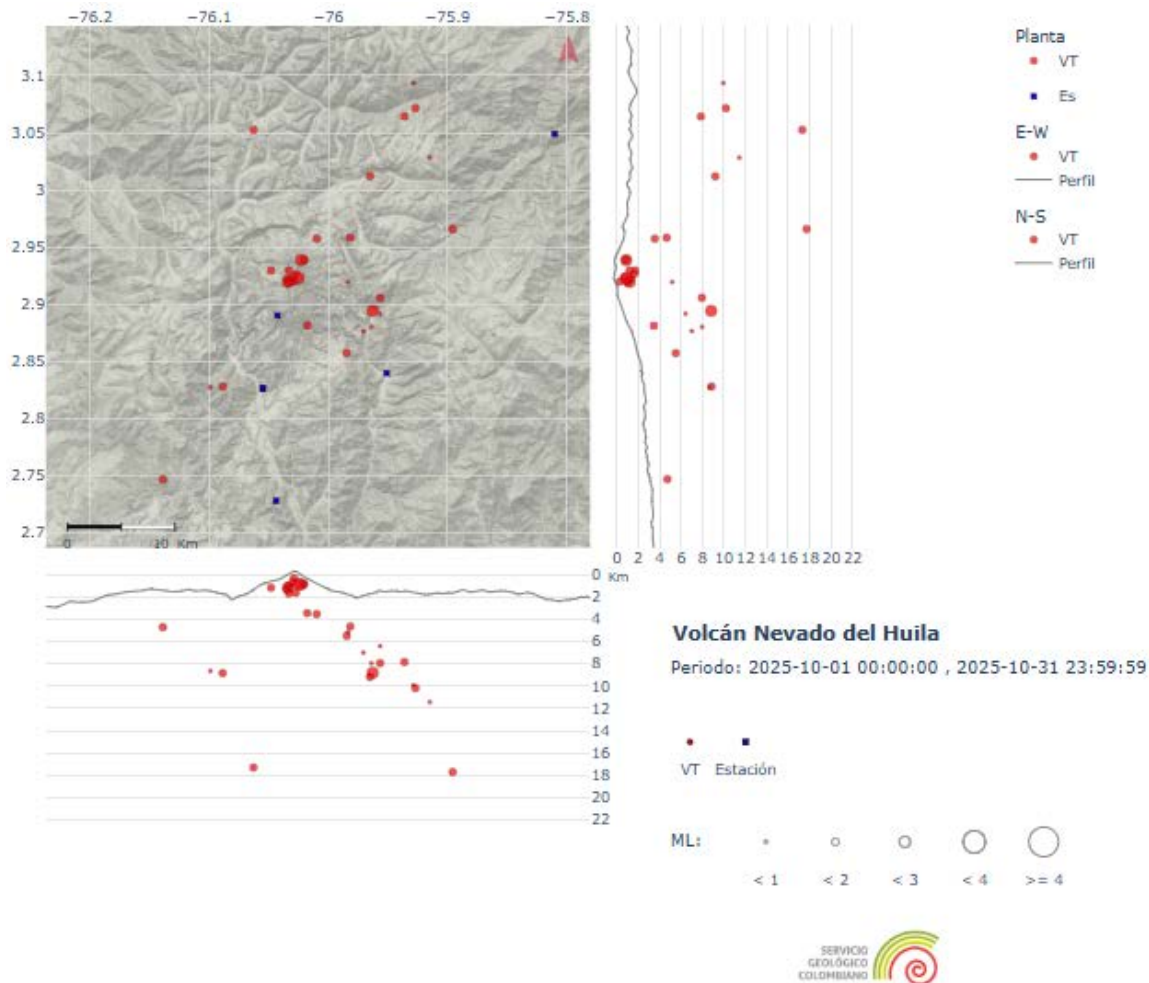 −76.2 −76.1 −76 −75.9 −75.8
3.1
3.05
3
2.95
2.9
2.85
2.8
2.75
2.7
0 10 Km
0 2 4 6 8 10 12 14 16 18 20 22
Km
Planta
VT
Es
E-W
VT
Perfil
N-S
VT
Perfil
0
2
4
6
8
10
12
14
16
18
20
22
Volcán Nevado del Huila
Periodo: 2025-10-01 00:00:00 , 2025-10-31 23:59:59
VT Estación
ML:
< 1 < 2 < 3 < 4 >= 4
SERVICIO
GEOLÓGICO
COLOMBIANO